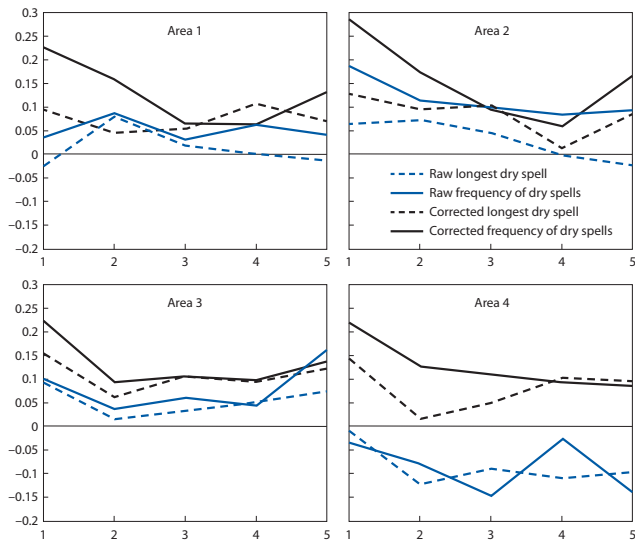 Area 1
0.3
0.25
0.2
0.15
0.1
0.05
0
–0.05
–0.1
–0.15
–0.2
1 2 3 4 5
Area 2
Raw longest dry spell
Raw frequency of dry spells
Corrected longest dry spell
Corrected frequency of dry spells
1 2 3 4 5
Area 3
0.3
0.25
0.2
0.15
0.1
0.05
0
–0.05
–0.1
–0.15
–0.2
1 2 3 4 5
Area 4
1 2 3 4 5